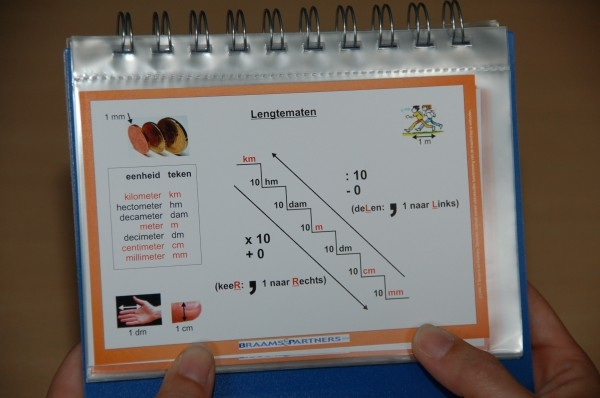 Lengtematen
1 mm
1 m
eenheid teken
kilometer km
hectometer hm
decameter dam
meter m
decimeter dm
centimeter cm
millimeter mm
km
10 hm
10 dam
10 m
10 dm
10 cm
10 mm
: 10
- 0
(deLen: , 1 naar Links)
x 10
+ 0
(keeR: , 1 naar Rechts)
1 dm
1 cm
BRAAMS&PARTNERS